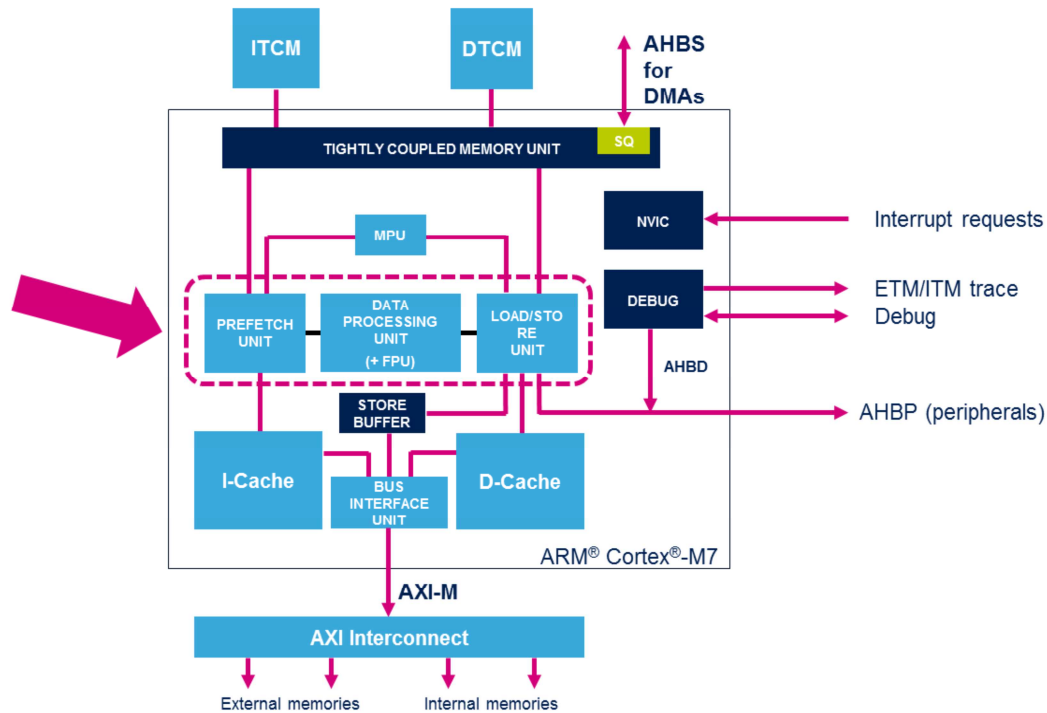 ITCM
DTCM
AHBS
for
DMAs
TIGHTLY COUPLED MEMORY UNIT
SQ
MPU
NVIC
Interrupt requests
DEBUG
ETM/ITM trace
Debug
PREFETCH
UNIT
DATA
PROCESSING
UNIT
(+ FPU)
LOAD/STO
RE
UNIT
AHBD
STORE
BUFFER
AHBP (peripherals)
I-Cache
BUS
INTERFACE
UNIT
D-Cache
ARM® Cortex®-M7
AXI-M
AXI Interconnect
External memories
Internal memories